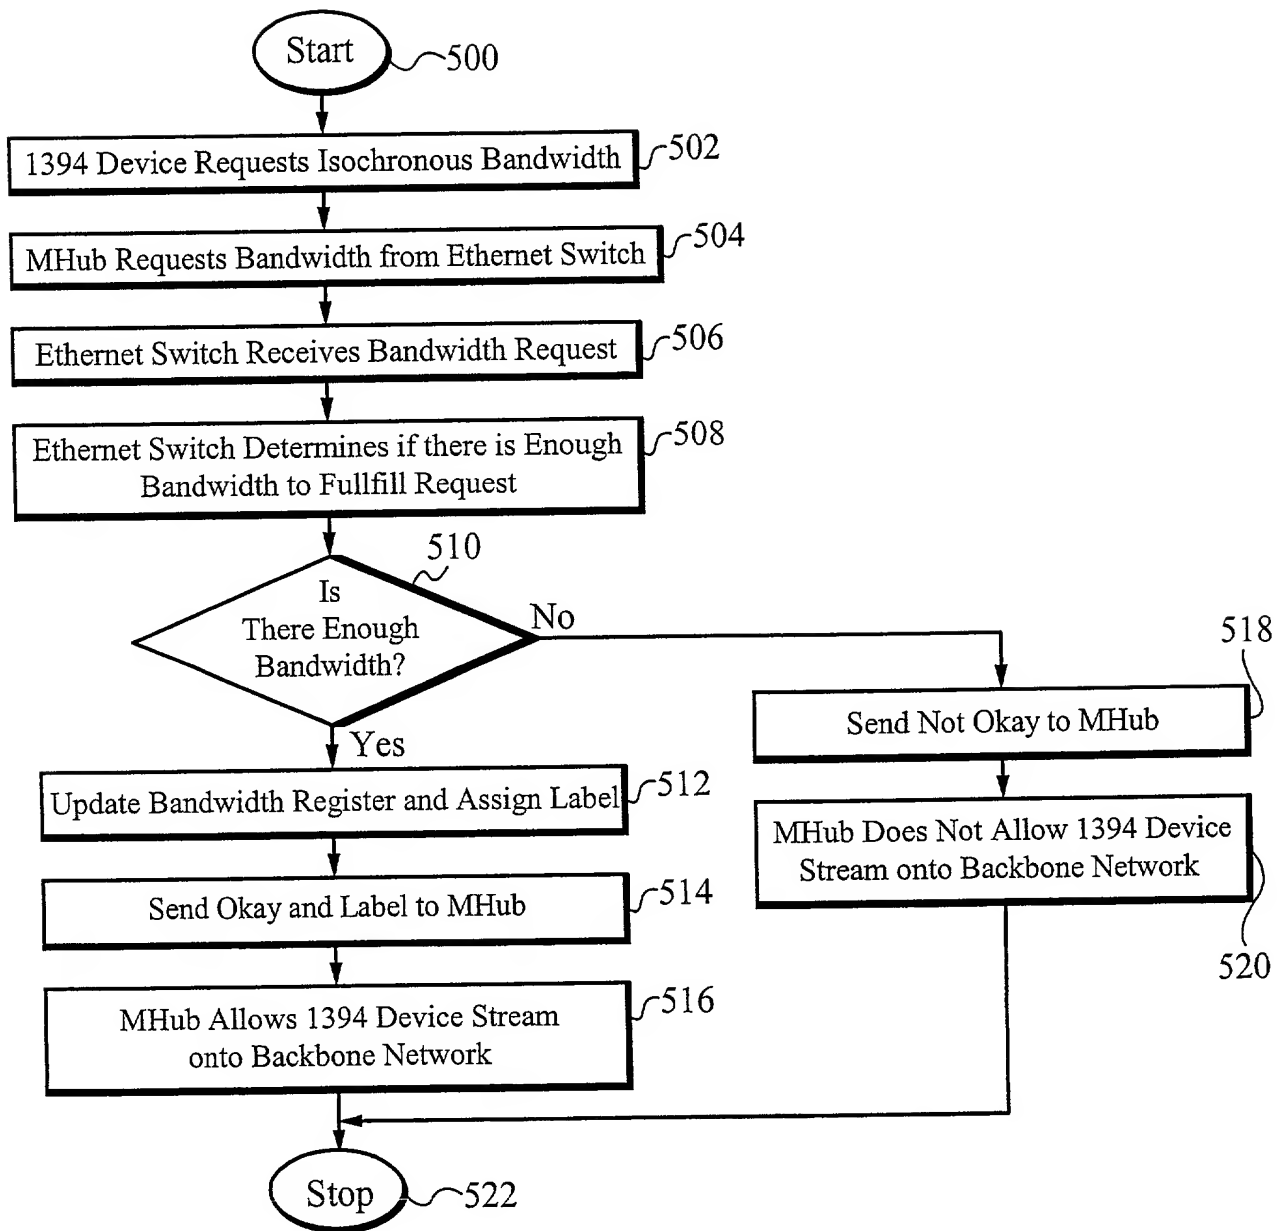 Start
500
1394 Device Requests Isochronous Bandwidth
502
MHub Requests Bandwidth from Ethernet Switch
504
Ethernet Switch Receives Bandwidth Request
506
Ethernet Switch Determines if there is Enough
Bandwidth to Fullfill Request
508
510
Is
There Enough
Bandwidth?
No
Yes
518
Send Not Okay to MHub
Update Bandwidth Register and Assign Label
512
MHub Does Not Allow 1394 Device
Stream onto Backbone Network
520
Send Okay and Label to MHub
514
MHub Allows 1394 Device Stream
onto Backbone Network
516
Stop
522